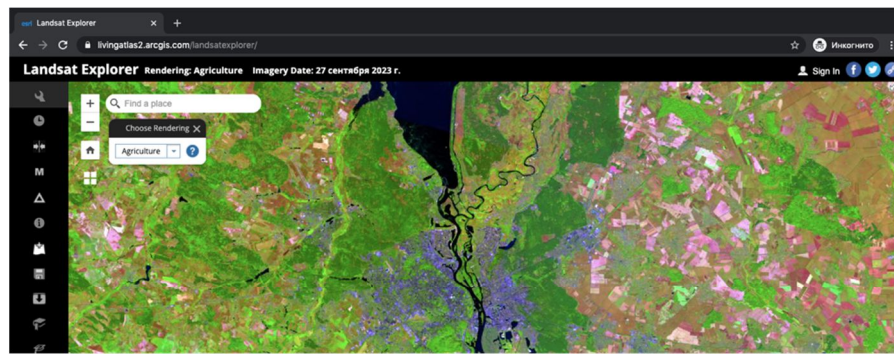 esri Landsat Explorer
livingatlas2.arcgis.com/landsatexplorer/
Инкогнито
Landsat Explorer Rendering: Agriculture Imagery Date: 27 сентября 2023 г.
Sign In
Find a place
Choose Rendering
Agriculture
M